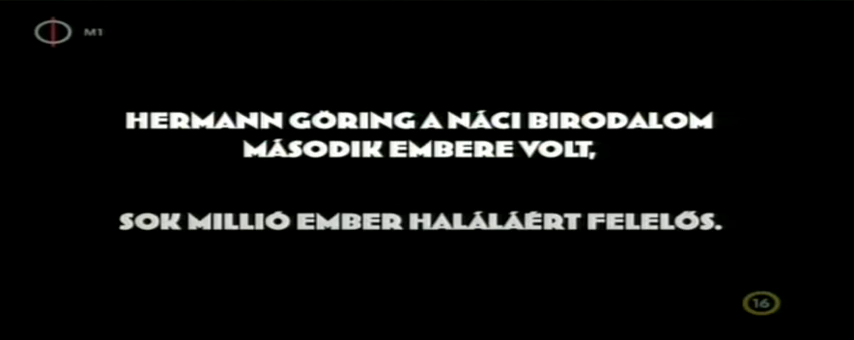 M1
HERMANN GÖRING A NÁCI BIRODALOM
MÁSODIK EMBERE VOLT,
SOK MILLIÓ EMBER HALÁLÁÉRT FELELŐS.
16